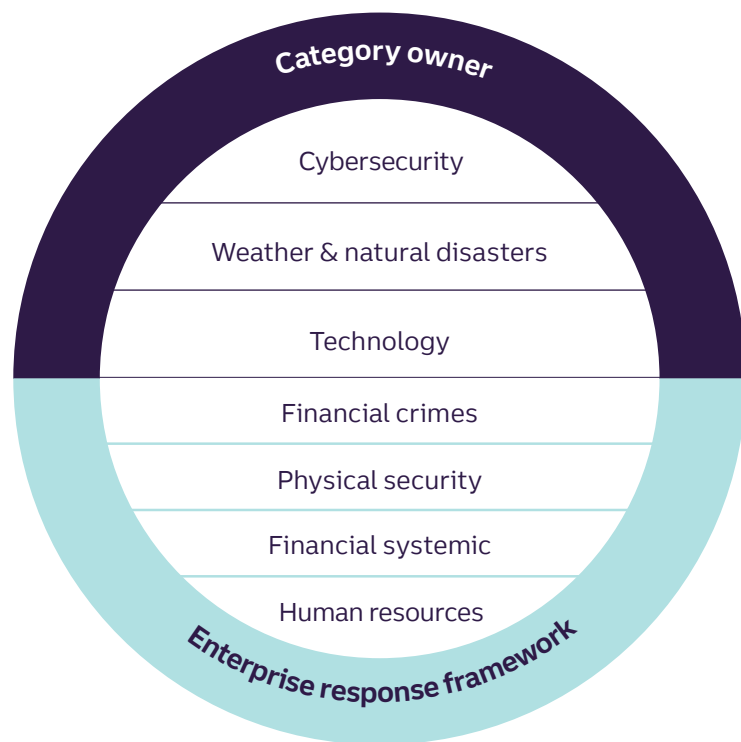 Category owner
Cybersecurity
Weather & natural disasters
Technology
Financial crimes
Physical security
Financial systemic
Human resources
Enterprise response framework